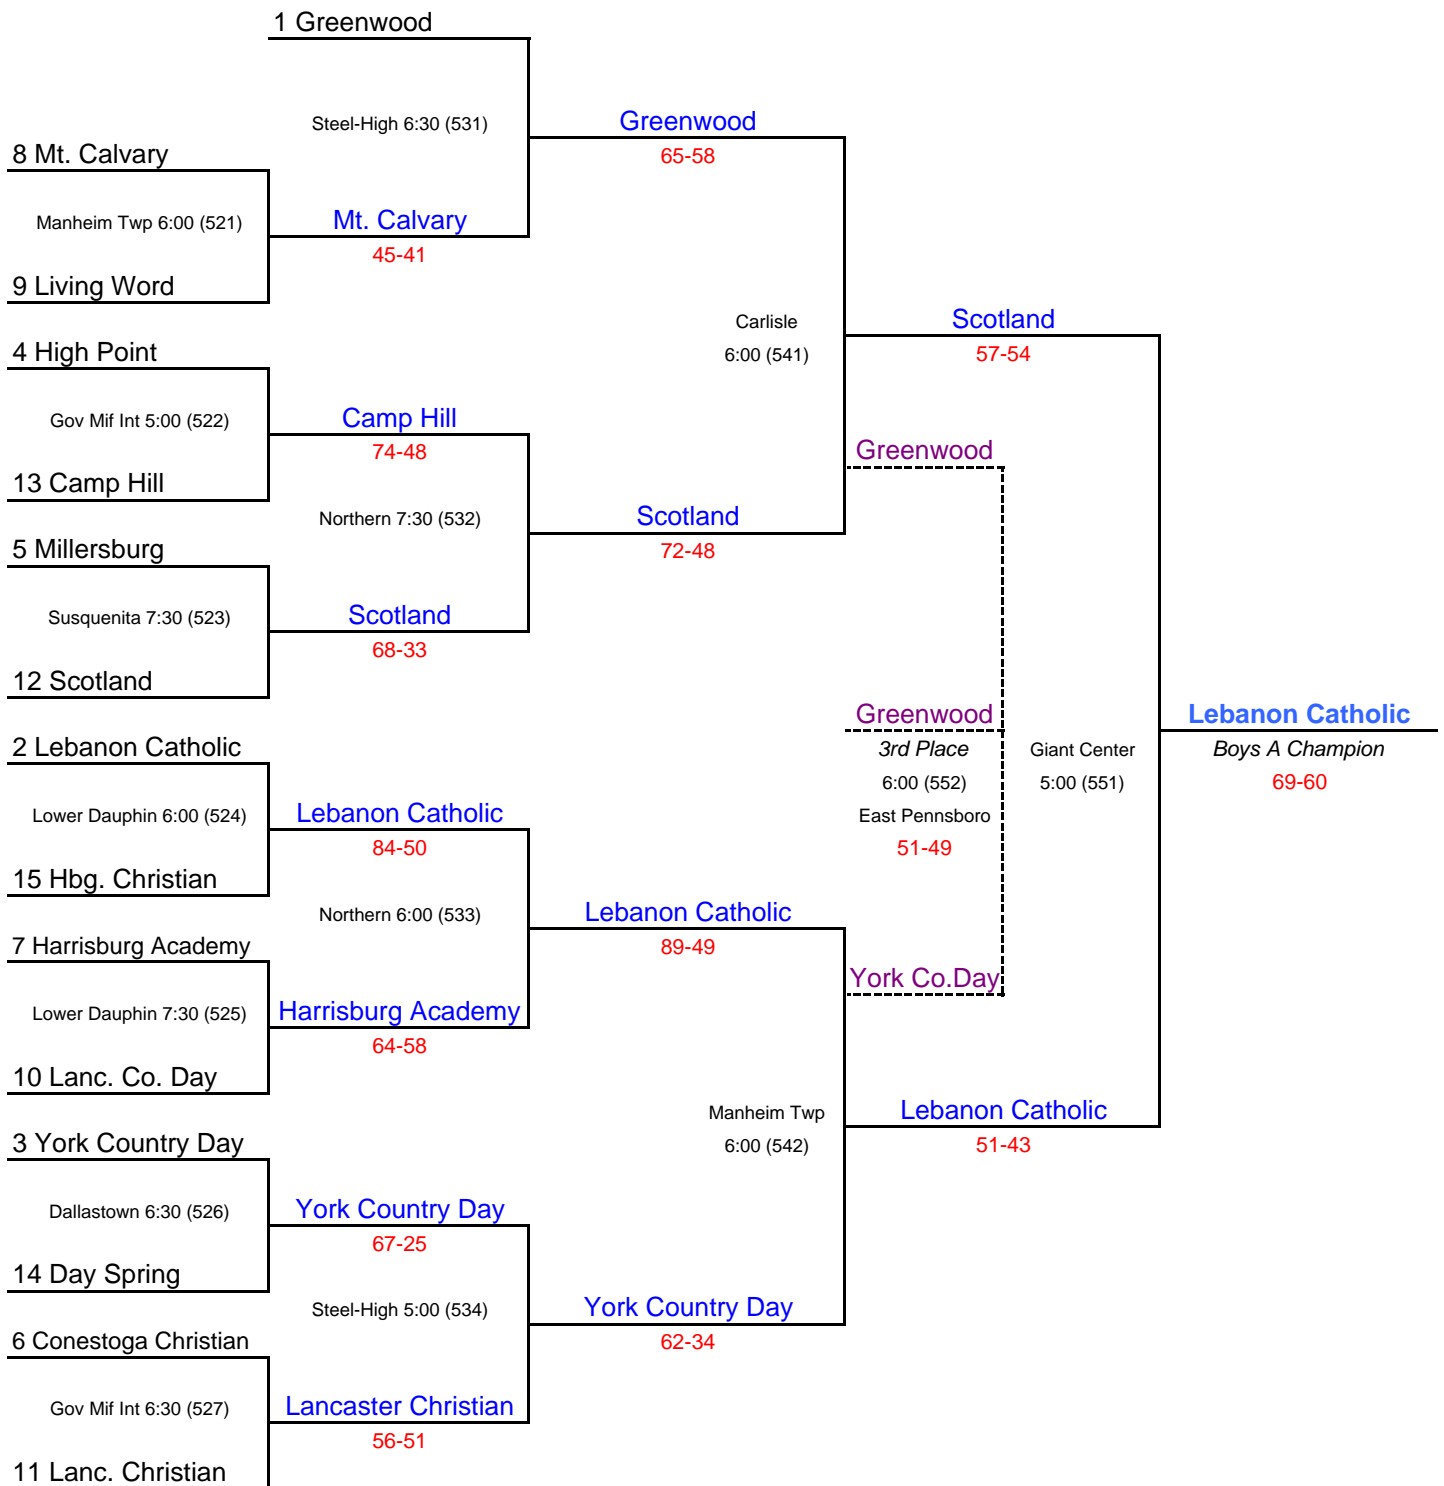 1 Greenwood
Steel-High 6:30 (531)
Greenwood
65-58
8 Mt. Calvary
Manheim Twp 6:00 (521)
Mt. Calvary
45-41
9 Living Word
Carlisle
6:00 (541)
Scotland
57-54
4 High Point
Gov Mif Int 5:00 (522)
Camp Hill
74-48
Greenwood
13 Camp Hill
Northern 7:30 (532)
Scotland
72-48
5 Millersburg
Susquenita 7:30 (523)
Scotland
68-33
12 Scotland
Greenwood
3rd Place
6:00 (552)
East Pennsboro
51-49
Giant Center
5:00 (551)
Lebanon Catholic
Boys A Champion
69-60
2 Lebanon Catholic
Lower Dauphin 6:00 (524)
Lebanon Catholic
84-50
15 Hbg. Christian
Northern 6:00 (533)
Lebanon Catholic
89-49
7 Harrisburg Academy
York Co.Day
Lower Dauphin 7:30 (525)
Harrisburg Academy
64-58
10 Lanc. Co. Day
Manheim Twp
6:00 (542)
Lebanon Catholic
51-43
3 York Country Day
Dallastown 6:30 (526)
York Country Day
67-25
14 Day Spring
Steel-High 5:00 (534)
York Country Day
62-34
6 Conestoga Christian
Gov Mif Int 6:30 (527)
Lancaster Christian
56-51
11 Lanc. Christian